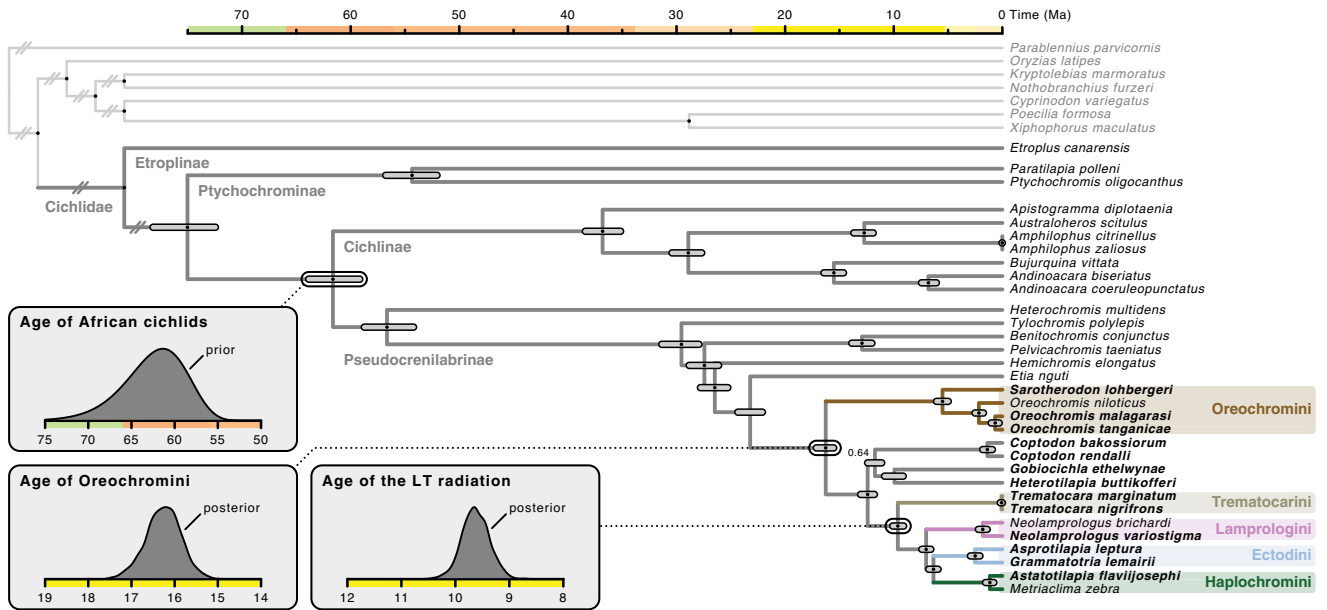 70 60 50 40 30 20 10 0 Time (Ma)
Parablennius parvicornis
Oryzias latipes
Kryptolebias marmoratus
Nothobranchius furzeri
Cyprinodon variegatus
Poecilia formosa
Xiphophorus maculatus
Etroplus canarensis
Etroplinae
Paratilapia polleni
Ptychochromis oligocanthus
Ptychochrominae
Cichlidae
Apistogramma diplotaenia
Australoheros scitulus
Amphilophus citrinellus
Amphilophus zaliosus
Cichlinae
Bujurquina vittata
Andinoacara biseriatus
Andinoacara coeruleopunctatus
Heterochromis multidens
Tylochromis polylepis
Benitochromis conjunctus
Pelvicachromis taeniatus
Pseudocrenilabrinae
Hemichromis elongatus
Etia nguti
Sarotherodon lohbergeri
Oreochromis niloticus
Oreochromis malagarasi
Oreochromis tanganicae
Oreochromini
Coptodon bakossiorum
0.64
Coptodon rendalli
Gobiocichla ethelwynae
Heterotilapia buttikofferi
Trematocara marginatum
Trematocara nigrifrons
Trematocarini
Neolamprologus brichardi
Neolamprologus variostigma
Lamprologini
Asprotilapia leptura
Grammatotria lemairii
Ectodini
Astatotilapia flaviijosephi
Metriaclima zebra
Haplochromini
Age of African cichlids
prior
75 70 65 60 55 50
Age of Oreochromini
posterior
19 18 17 16 15 14
Age of the LT radiation
posterior
12 11 10 9 8